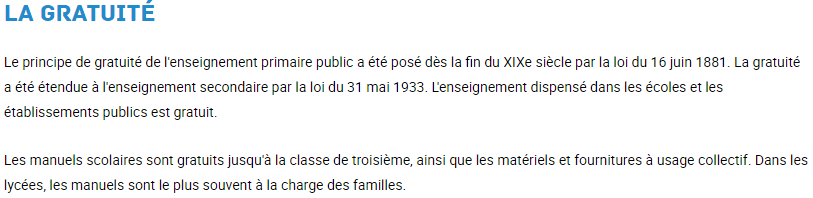 LA GRATUITÉ
Le principe de gratuité de l'enseignement primaire public a été posé dès la fin du XIXe siècle par la loi du 16 juin 1881. La gratuité
a été étendue à l'enseignement secondaire par la loi du 31 mai 1933. L'enseignement dispensé dans les écoles et les
établissements publics est gratuit.
Les manuels scolaires sont gratuits jusqu'à la classe de troisième, ainsi que les matériels et fournitures à usage collectif. Dans les
lycées, les manuels sont le plus souvent à la charge des familles.